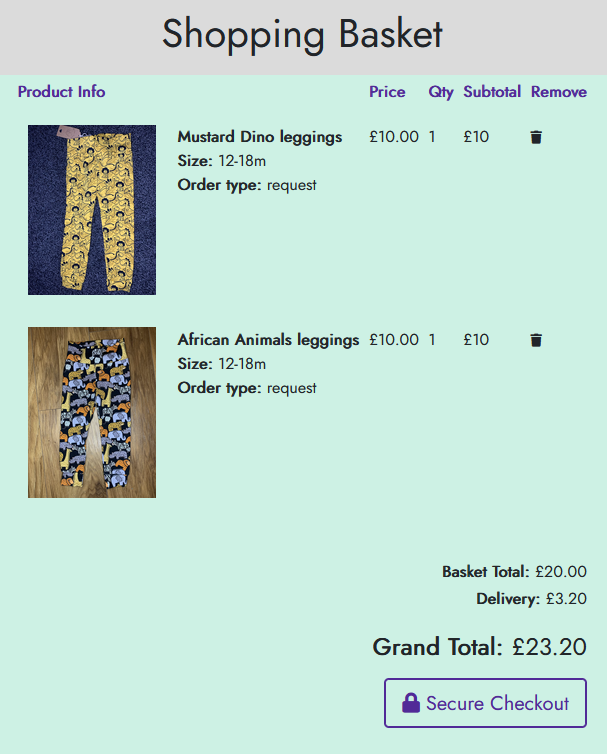 Shopping Basket
Product Info Price Qty Subtotal Remove
Mustard Dino leggings £10.00 1 £10
Size: 12-18m
Order type: request
African Animals leggings £10.00 1 £10
Size: 12-18m
Order type: request
Basket Total: £20.00
Delivery: £3.20
Grand Total: £23.20
Secure Checkout